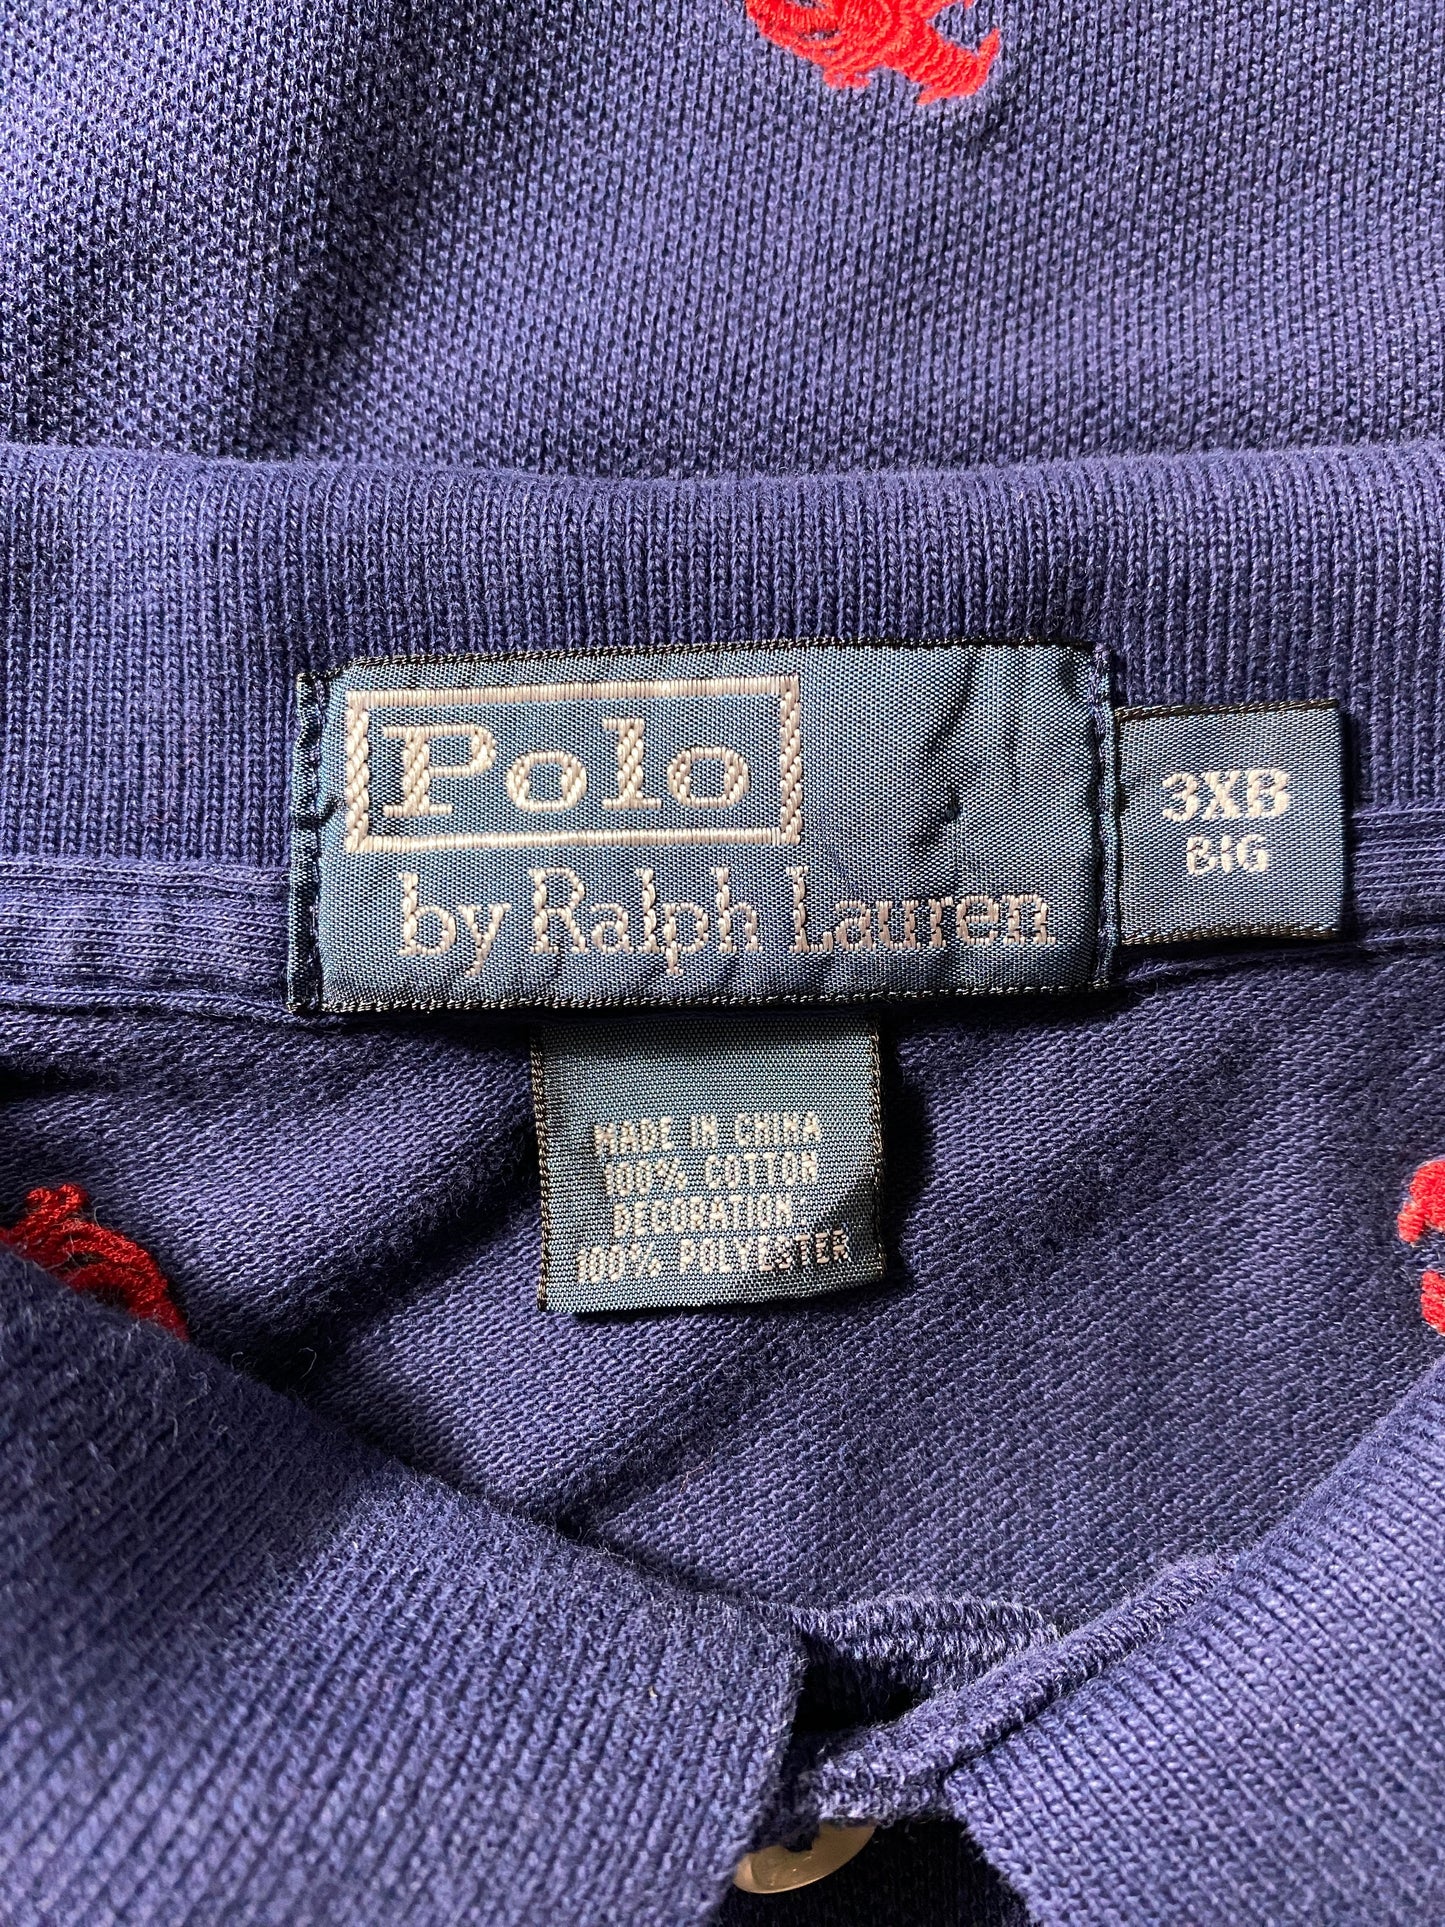 Polo
by Ralph Lauren
3XB
BIG
MADE IN CHINA
100% COTTON
DECORATION
100% POLYESTER